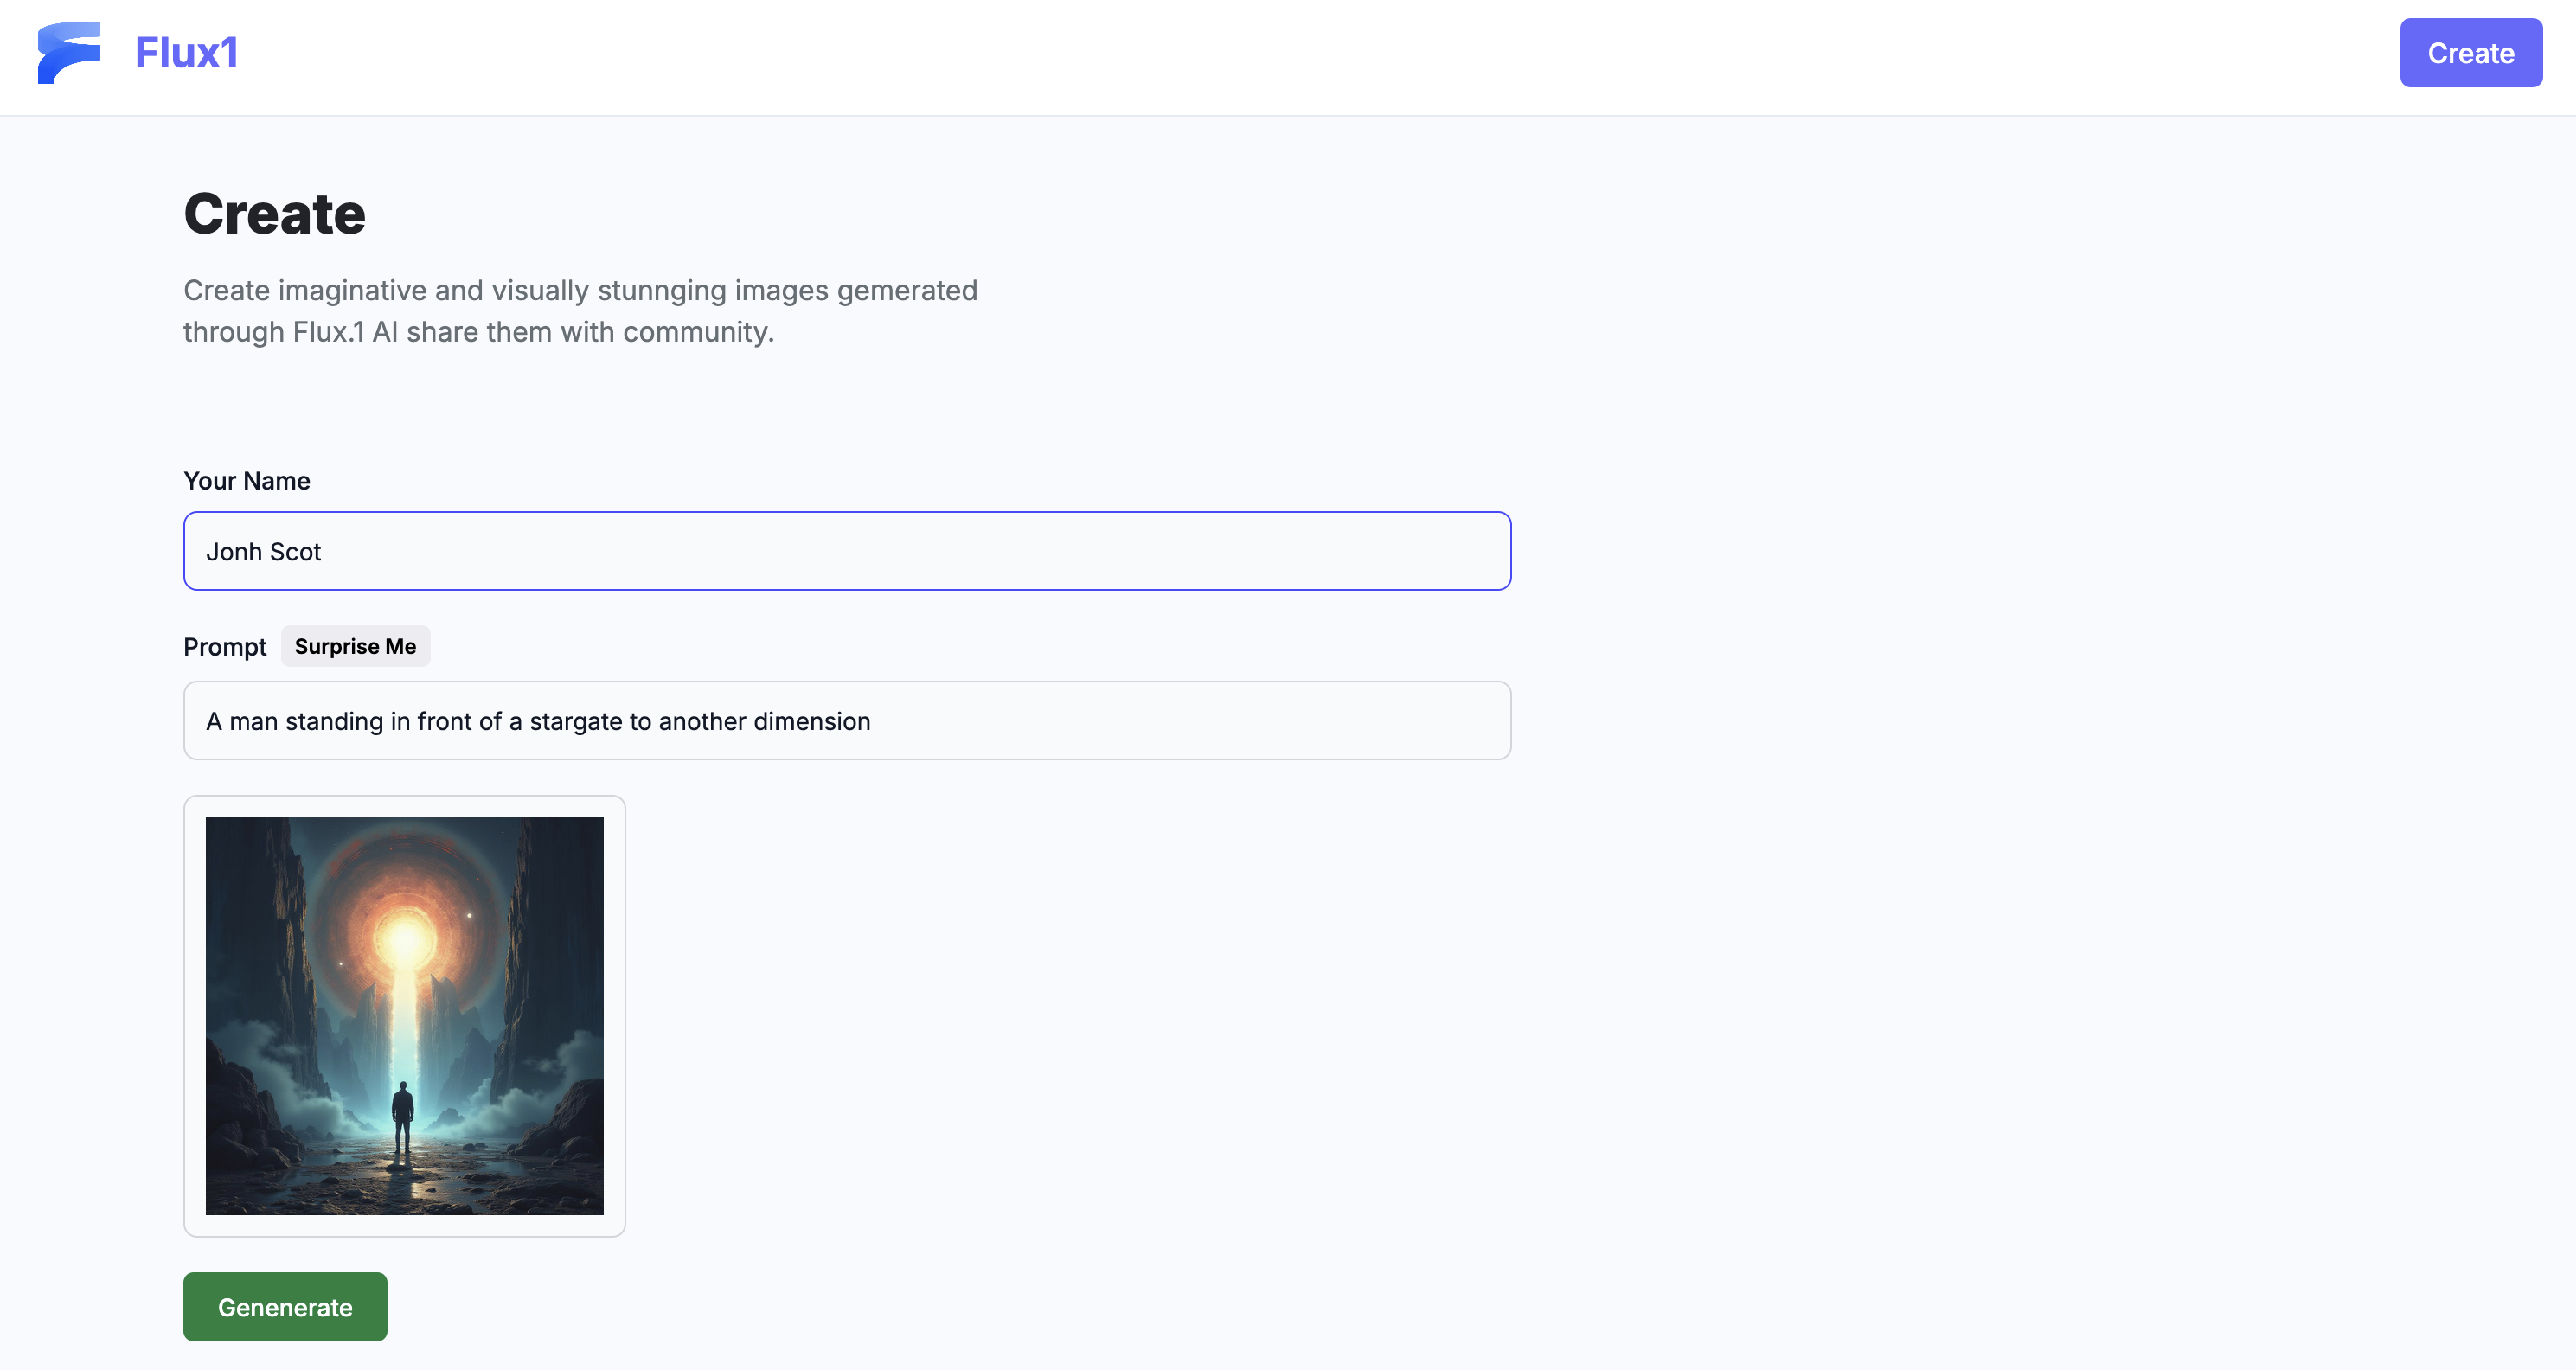 Flux1
Create
Create
Create imaginative and visually stunnging images gemerated
through Flux.1 AI share them with community.
Your Name
Jonh Scot
Prompt Surprise Me
A man standing in front of a stargate to another dimension
Genenerate